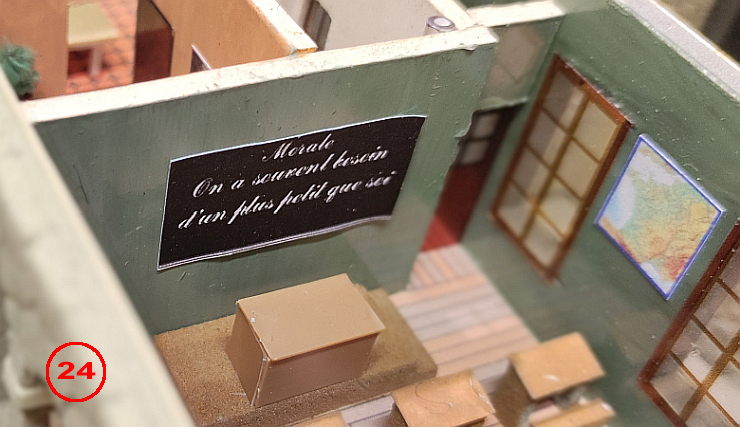 Morale
On a souvent besoin
d'un plus petit que soi
24